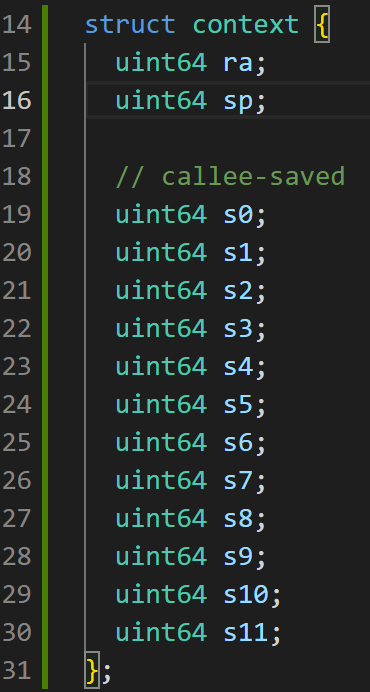 14 struct context {
15 uint64 ra;
16 uint64 sp;
17
18 // callee-saved
19 uint64 s0;
20 uint64 s1;
21 uint64 s2;
22 uint64 s3;
23 uint64 s4;
24 uint64 s5;
25 uint64 s6;
26 uint64 s7;
27 uint64 s8;
28 uint64 s9;
29 uint64 s10;
30 uint64 s11;
31 };